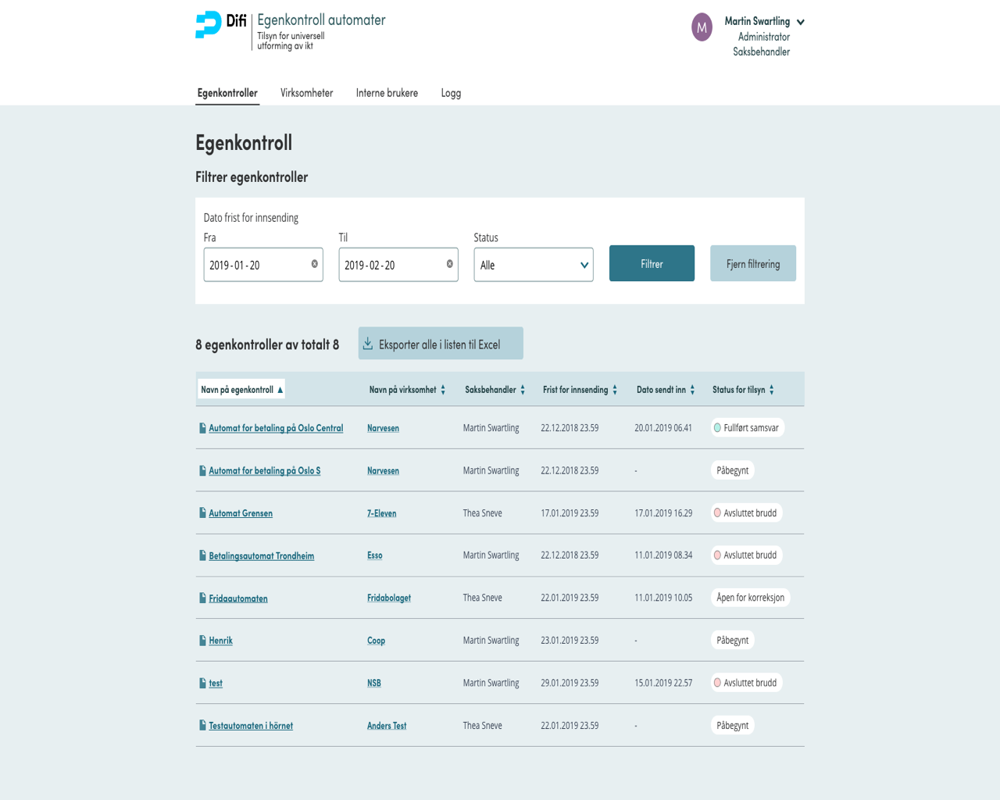 Difi
Egenkontroll automater
Tilsyn for universell
utforming av ikt
M
Martin Swartling
Administrator
Saksbehandler
Egenkontroller Virksomheter Interne brukere Logg
Egenkontroll
Filtrer egenkontroller
Dato frist for innsending
Fra Til Status
2019-01-20 2019-02-20 Alle Filtrer Fjern filtrering
8 egenkontroller av totalt 8 Eksporter alle i listen til Excel
Navn på egenkontroll Navn på virksomhet Saksbehandler Frist for innsending Dato sendt inn Status for tilsyn
Automat for betaling på Oslo Central Narvesen Martin Swartling 22.12.2018 23.59 20.01.2019 06.41 Fullført samsvar
Automat for betaling på Oslo S Narvesen Martin Swartling 22.12.2018 23.59 - Påbegynt
Automat Grensen 7-Eleven Thea Sneve 17.01.2019 23.59 17.01.2019 16.29 Avsluttet brudd
Betalingsautomat Trondheim Esso Martin Swartling 22.12.2018 23.59 11.01.2019 08.34 Avsluttet brudd
Fridaautomaten Fridabolaget Thea Sneve 22.01.2019 23.59 11.01.2019 10.05 Åpen for korreksjon
Henrik Coop Martin Swartling 23.01.2019 23.59 - Påbegynt
test NSB Martin Swartling 29.01.2019 23.59 15.01.2019 22.57 Avsluttet brudd
Testautomaten i hörnet Anders Test Thea Sneve 22.01.2019 23.59 - Påbegynt